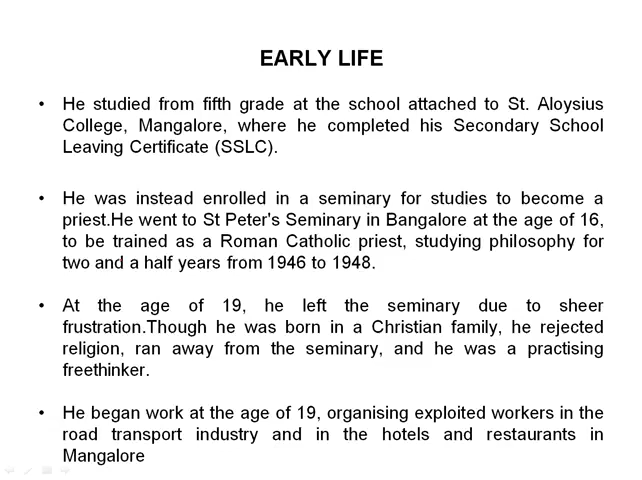 EARLY LIFE
• He studied from fifth grade at the school attached to St. Aloysius
College, Mangalore, where he completed his Secondary School
Leaving Certificate (SSLC).
• He was instead enrolled in a seminary for studies to become a
priest.He went to St Peter's Seminary in Bangalore at the age of 16,
to be trained as a Roman Catholic priest, studying philosophy for
two and a half years from 1946 to 1948.
• At the age of 19, he left the seminary due to sheer
frustration.Though he was born in a Christian family, he rejected
religion, ran away from the seminary, and he was a practising
freethinker.
• He began work at the age of 19, organising exploited workers in the
road transport industry and in the hotels and restaurants in
Mangalore